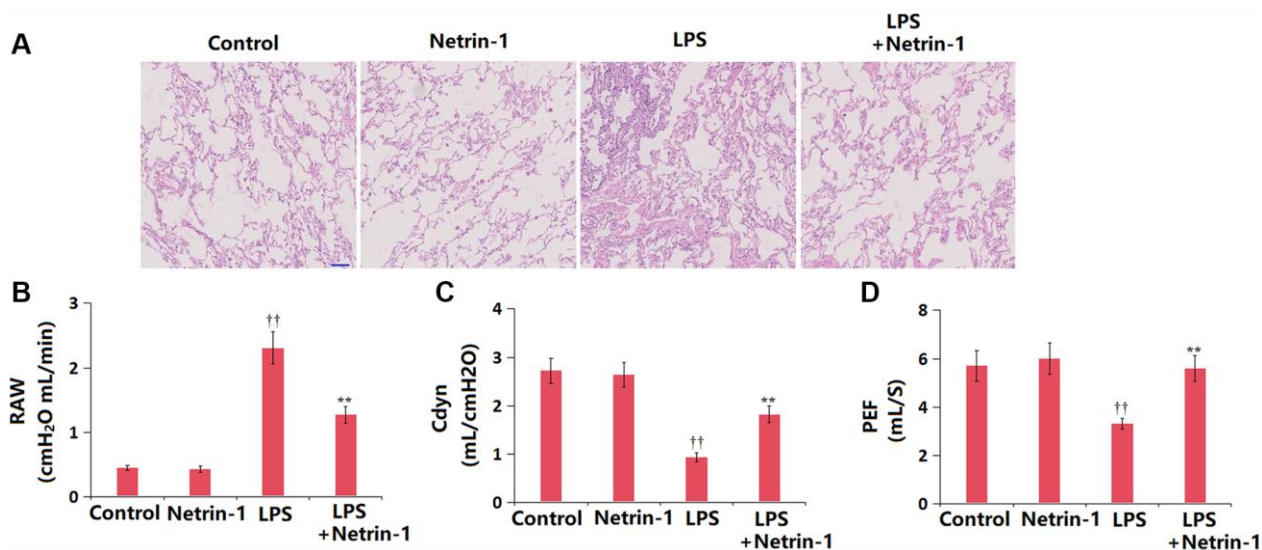 A
Control
Netrin-1
LPS
LPS
+Netrin-1
B
RAW
(cmH₂O mL/min)
3
2
1
0
††
**
Control
Netrin-1
LPS
LPS
+Netrin-1
C
Cdyn
(mL/cmH2O)
4
3
2
1
0
††
**
Control
Netrin-1
LPS
LPS
+Netrin-1
D
PEF
(mL/S)
8
6
4
2
0
††
**
Control
Netrin-1
LPS
LPS
+Netrin-1